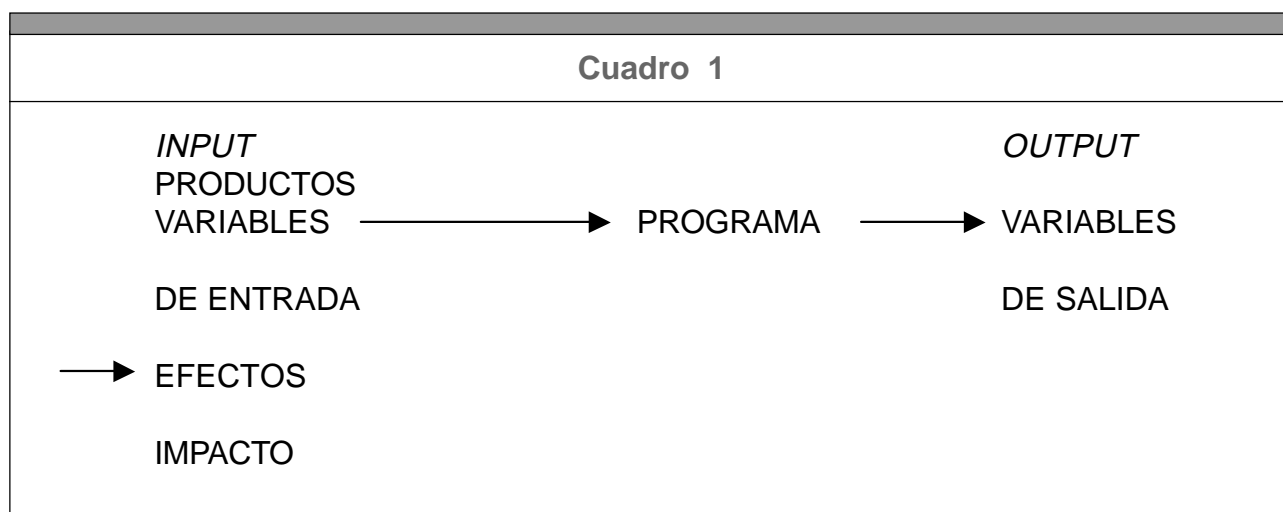 Cuadro 1
INPUT OUTPUT
PRODUCTOS
VARIABLES PROGRAMA VARIABLES
DE ENTRADA DE SALIDA
EFECTOS
IMPACTO